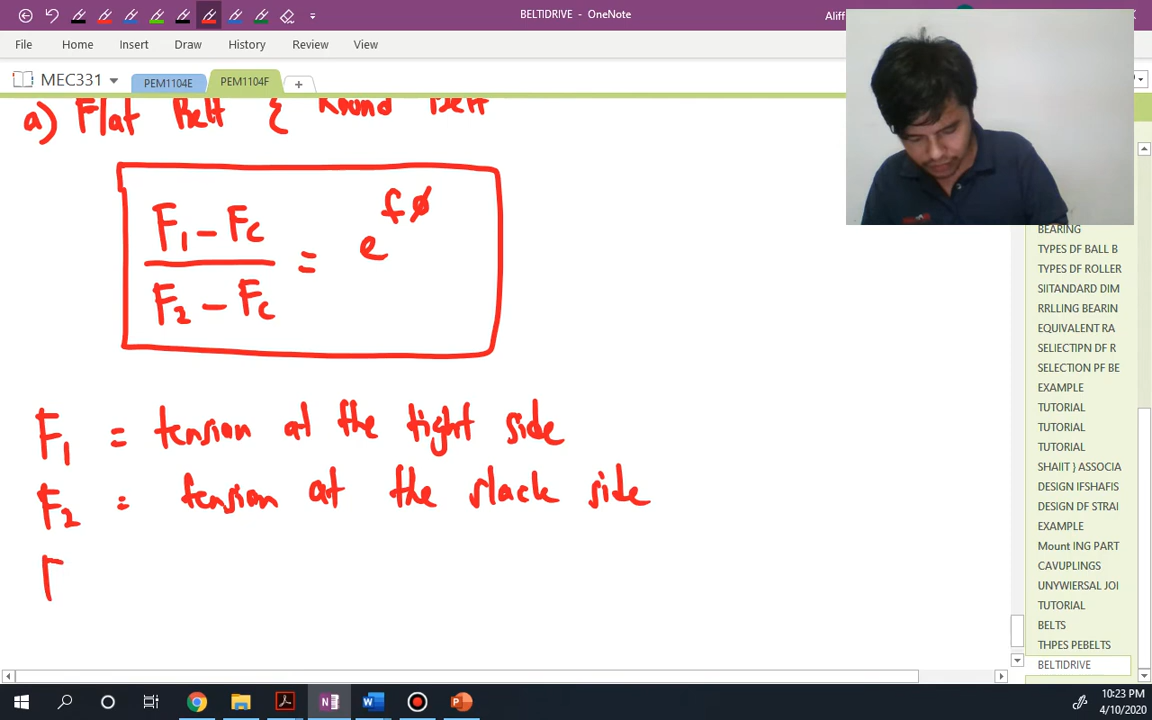 BELTIDRIVE - OneNote
Aliff
File Home Insert Draw History Review View
MEC331 PEM1104E PEM1104F
a) Flat Belt { Round Belt
F1 - Fc / F2 - Fc = e^fø
F1 = tension at the tight side
F2 = tension at the slack side
BEARING
TYPES DF BALL B
TYPES DF ROLLER
SIITANDARD DIM
RRLLING BEARIN
EQUIVALENT RA
SELIECTIPN DF R
SELECTION PF BE
EXAMPLE
TUTORIAL
TUTORIAL
TUTORIAL
SHAIIT } ASSOCIA
DESIGN IFSHAFIS
DESIGN DF STRAI
EXAMPLE
Mount ING PART
CAVUPLINGS
UNYWIERSAL JOI
TUTORIAL
BELTS
THPES PEBELTS
BELTIDRIVE
10:23 PM
4/10/2020